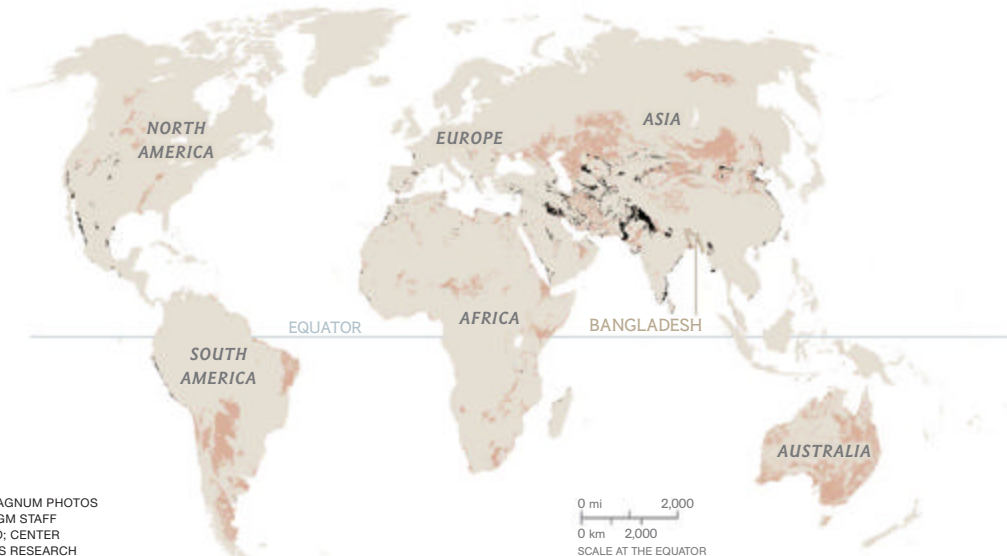 NORTH
AMERICA
EUROPE
ASIA
AFRICA
EQUATOR
BANGLADESH
SOUTH
AMERICA
AUSTRALIA
AGNUM PHOTOS
GM STAFF
; CENTER
S RESEARCH
0 mi 2,000
0 km 2,000
SCALE AT THE EQUATOR